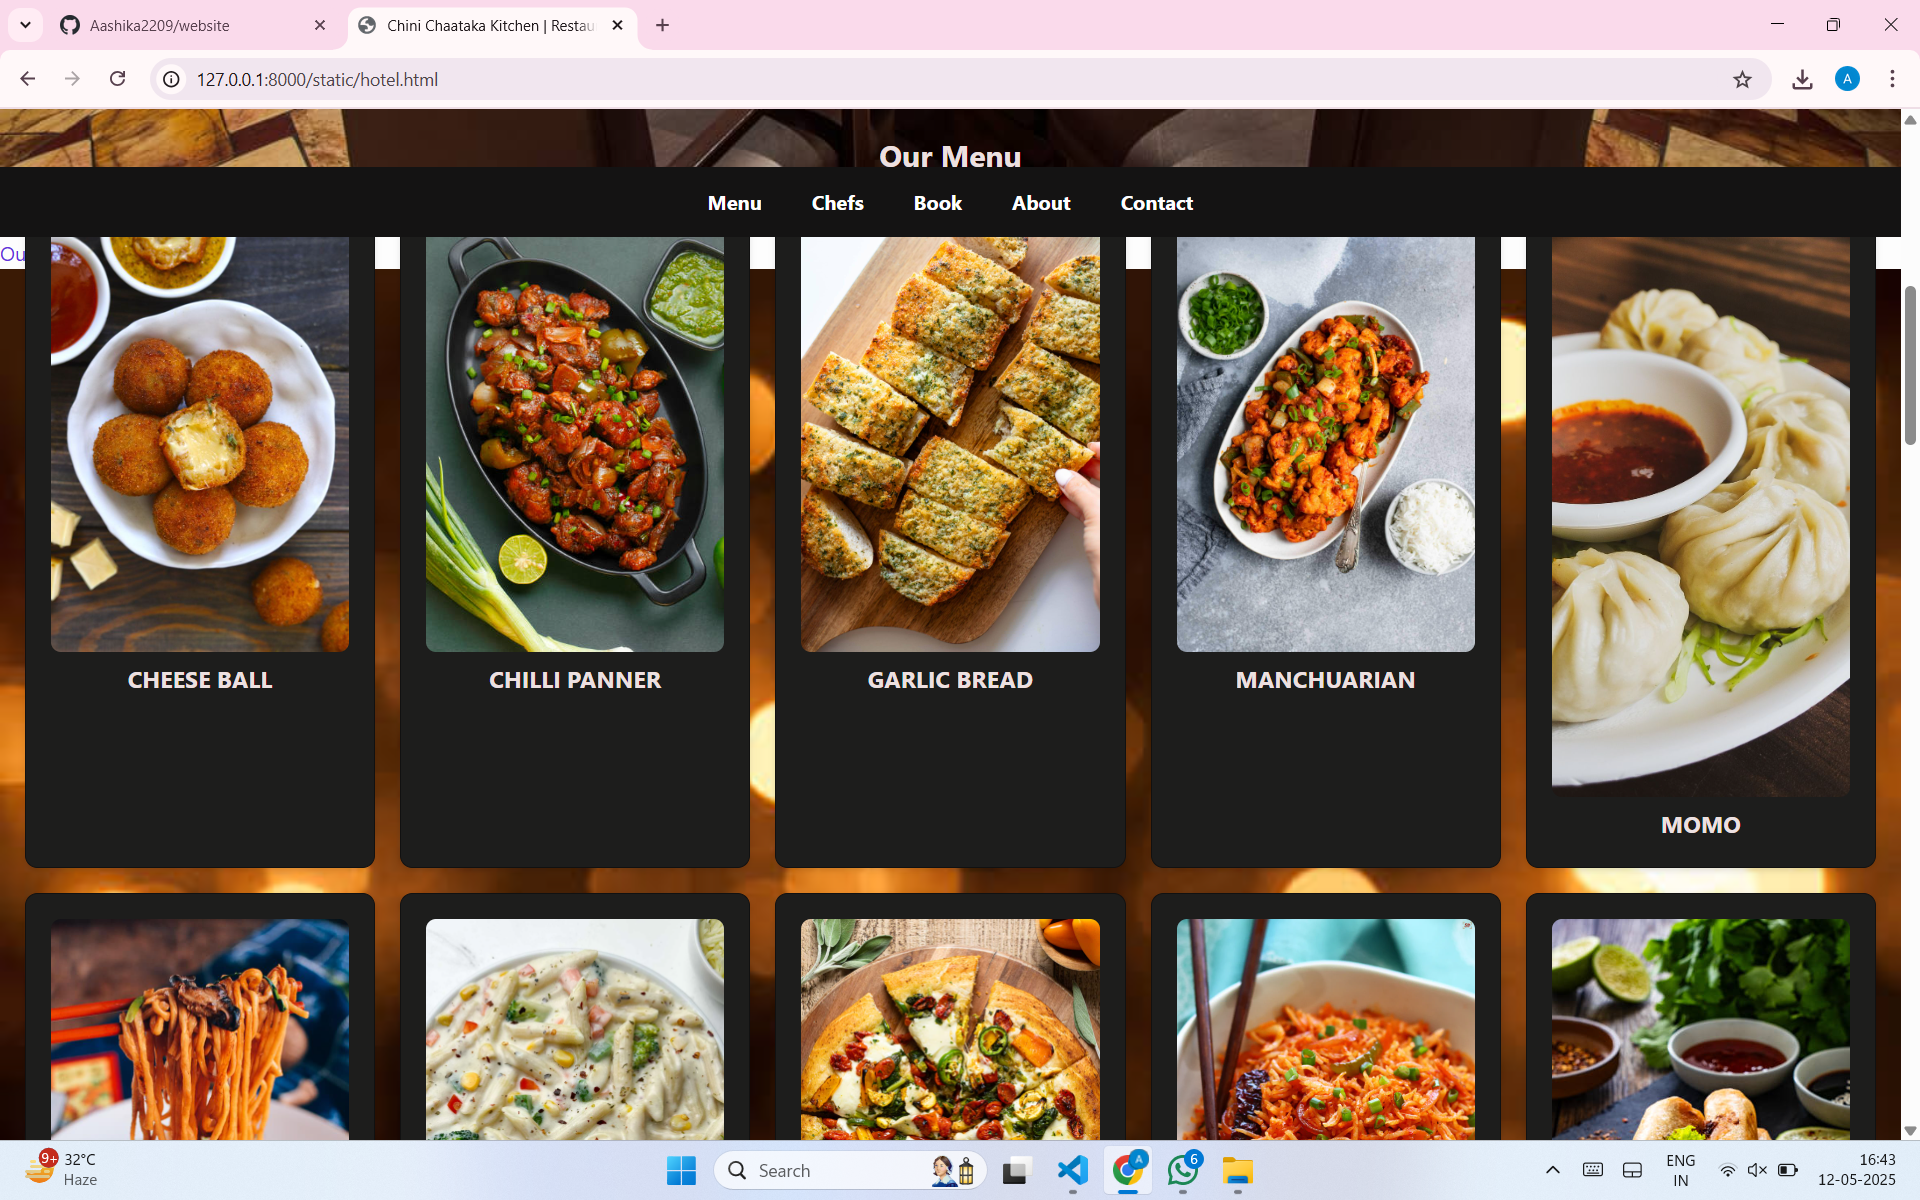 Aashika2209/website
Chini Chaataka Kitchen | Restau
127.0.0.1:8000/static/hotel.html
A
Our Menu
Menu Chefs Book About Contact
Ou
CHEESE BALL
CHILLI PANNER
GARLIC BREAD
MANCHUARIAN
MOMO
9+
32°C
Haze
Search
A
6
ENG
IN
16:43
12-05-2025